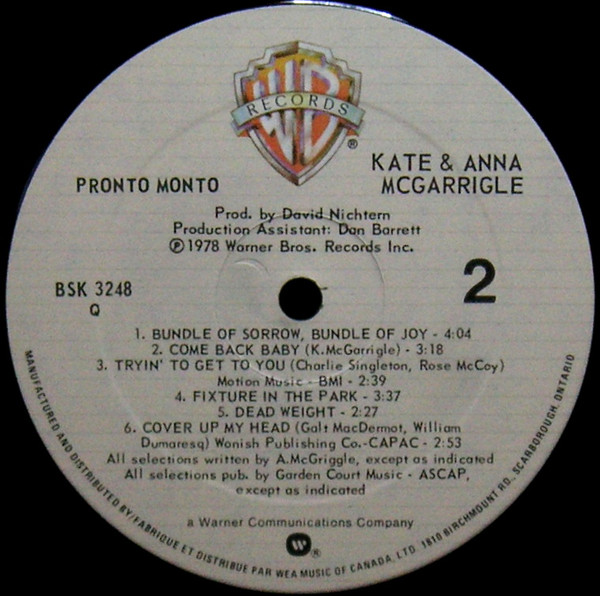 WB
RECORDS
®
PRONTO MONTO
KATE & ANNA
MCGARRIGLE
Prod. by David Nichtern
Production Assistant: Dan Barrett
℗ 1978 Warner Bros. Records Inc.
BSK 3248
Q
2
1. BUNDLE OF SORROW, BUNDLE OF JOY - 4:04
2. COME BACK BABY (K.McGarrigle) - 3:18
3. TRYIN' TO GET TO YOU (Charlie Singleton, Rose McCoy)
Motion Music - BMI - 2:39
4. FIXTURE IN THE PARK - 3:37
5. DEAD WEIGHT - 2:27
6. COVER UP MY HEAD (Galt MacDermot, William
Dumaresq) Wonish Publishing Co.-CAPAC - 2:53
All selections written by A.McGriggle, except as indicated
All selections pub. by Garden Court Music - ASCAP,
except as indicated
a Warner Communications Company
W®
MANUFACTURED AND DISTRIBUTED BY/FABRIQUE ET DISTRIBUE PAR WEA MUSIC OF CANADA, LTD. 1810 BIRCHMOUNT RD., SCARBOROUGH, ONTARIO